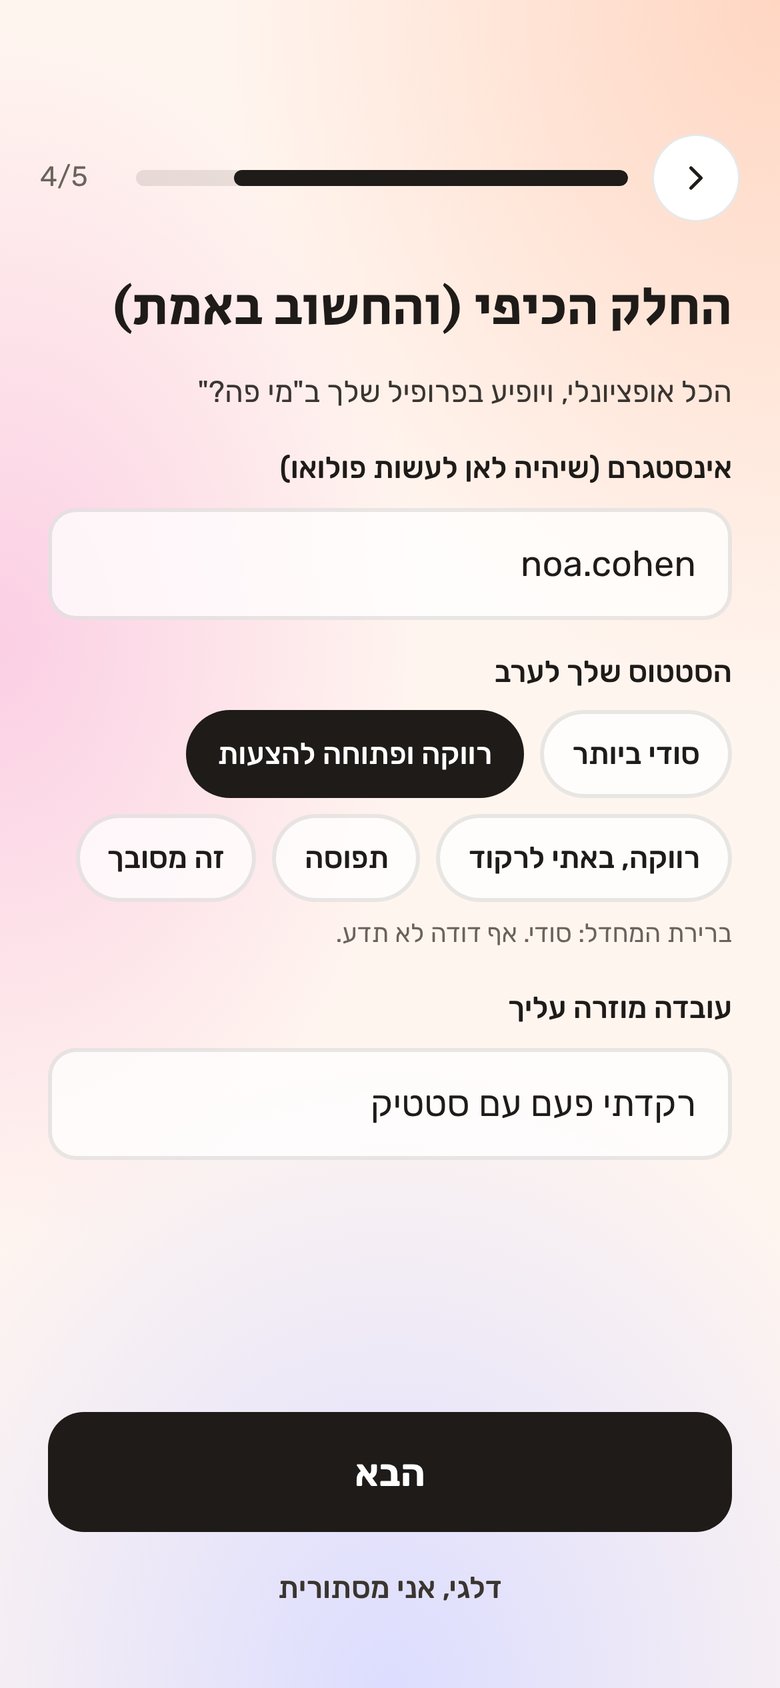 4/5
החלק הכיפי (והחשוב באמת)
הכל אופציונלי, ויופיע בפרופיל שלך ב"מי פה?"
אינסטגרם (שיהיה לאן לעשות פולואו)
noa.cohen
הסטטוס שלך לערב
סודי ביותר
רווקה ופתוחה להצעות
רווקה, באתי לרקוד
תפוסה
זה מסובך
ברירת המחדל: סודי. אף דודה לא תדע.
עובדה מוזרה עליך
רקדתי פעם עם סטטיק
הבא
דלגי, אני מסתורית